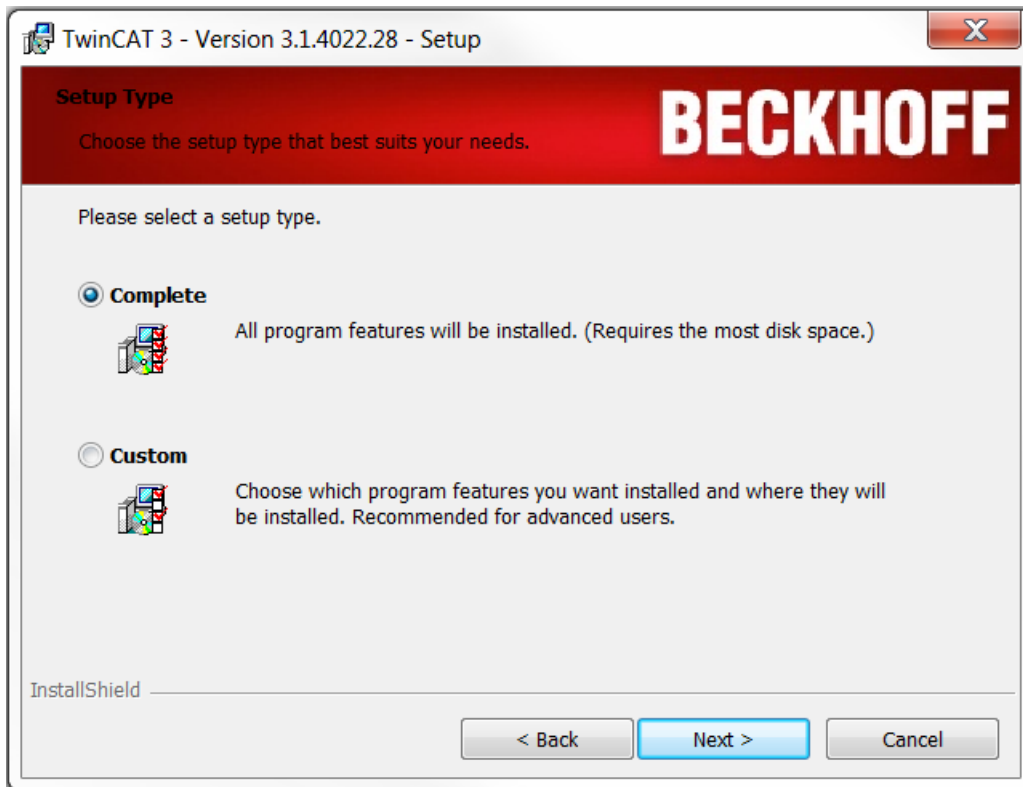 TwinCAT 3 - Version 3.1.4022.28 - Setup
Setup Type
BECKHOFF
Choose the setup type that best suits your needs.
Please select a setup type.
Complete
All program features will be installed. (Requires the most disk space.)
Custom
Choose which program features you want installed and where they will
be installed. Recommended for advanced users.
InstallShield
< Back
Next >
Cancel